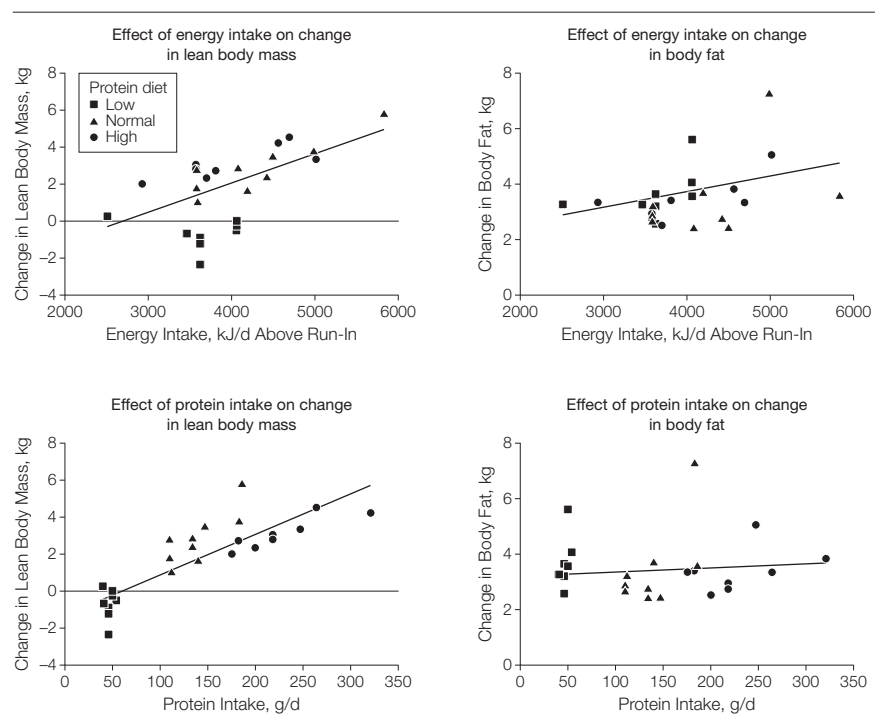 Effect of energy intake on change
in lean body mass
Change in Lean Body Mass, kg
8
6
4
2
0
−2
−4
Protein diet
Low
Normal
High
2000 3000 4000 5000 6000
Energy Intake, kJ/d Above Run-In
Effect of energy intake on change
in body fat
Change in Body Fat, kg
8
6
4
2
0
2000 3000 4000 5000 6000
Energy Intake, kJ/d Above Run-In
Effect of protein intake on change
in lean body mass
Change in Lean Body Mass, kg
8
6
4
2
0
−2
−4
0 50 100 150 200 250 300 350
Protein Intake, g/d
Effect of protein intake on change
in body fat
Change in Body Fat, kg
8
6
4
2
0
0 50 100 150 200 250 300 350
Protein Intake, g/d